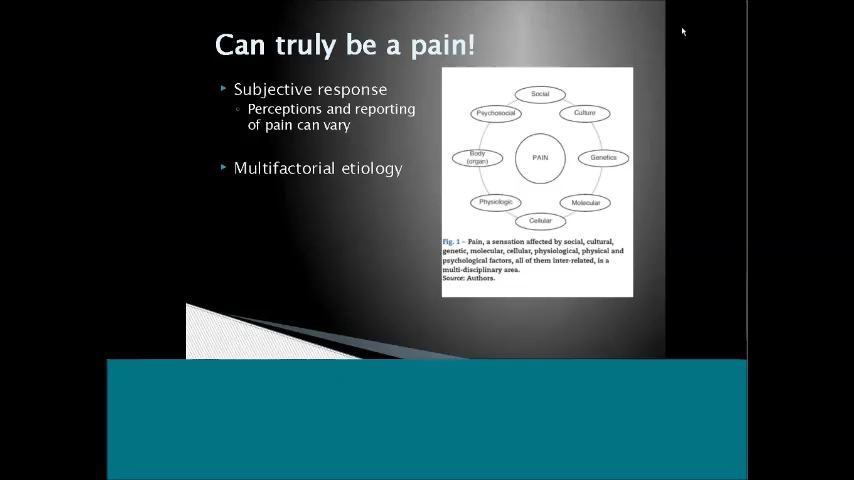 Can truly be a pain!
Subjective response
Perceptions and reporting
of pain can vary
Multifactorial etiology
Social
Psychosocial
Culture
Body
(organ)
PAIN
Genetics
Physiologic
Molecular
Cellular
Fig. 1 – Pain, a sensation affected by social, cultural,
genetic, molecular, cellular, physiological, physical and
psychological factors, all of them inter-related, is a
multi-disciplinary area.
Source: Authors.